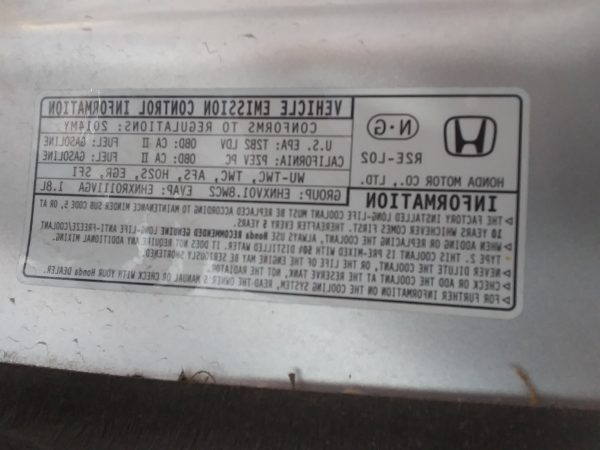 N·G
R2E-L02
HONDA MOTOR CO., LTD.
VEHICLE EMISSION CONTROL INFORMATION
CONFORMS TO REGULATIONS: 2014MY
U.S. EPA: T2B2 LDV OBD: CA II FUEL: GASOLINE
CALIFORNIA: PZEV PC OBD: CA II FUEL: GASOLINE
WU-TWC, TWC, AFS, HO2S, EGR, SFI
GROUP: EHNXV01.8WC2 EVAP: EHNXR0111VGA 1.8L
INFORMATION
▷ THE FACTORY INSTALLED LONG-LIFE COOLANT MUST BE REPLACED ACCORDING TO MAINTENANCE MINDER SUB CODE 5, OR AT
10 YEARS WHICHEVER COMES FIRST. THEREAFTER EVERY 5 YEARS.
▷ WHEN ADDING OR REPLACING THE COOLANT, ALWAYS USE Honda RECOMMENDED GENUINE LONG-LIFE ANTI-FREEZE/COOLANT
TYPE 2. THIS COOLANT IS PRE-MIXED WITH 50% DISTILLED WATER. IT DOES NOT REQUIRE ANY ADDITIONAL MIXING.
▷ NEVER DILUTE THE COOLANT, OR THE LIFE OF THE ENGINE MAY BE SERIOUSLY SHORTENED.
▷ CHECK OR ADD COOLANT AT THE RESERVE TANK, NOT THE RADIATOR.
▷ FOR FURTHER INFORMATION ON THE COOLING SYSTEM, READ THE OWNER'S MANUAL OR CHECK WITH YOUR Honda DEALER.